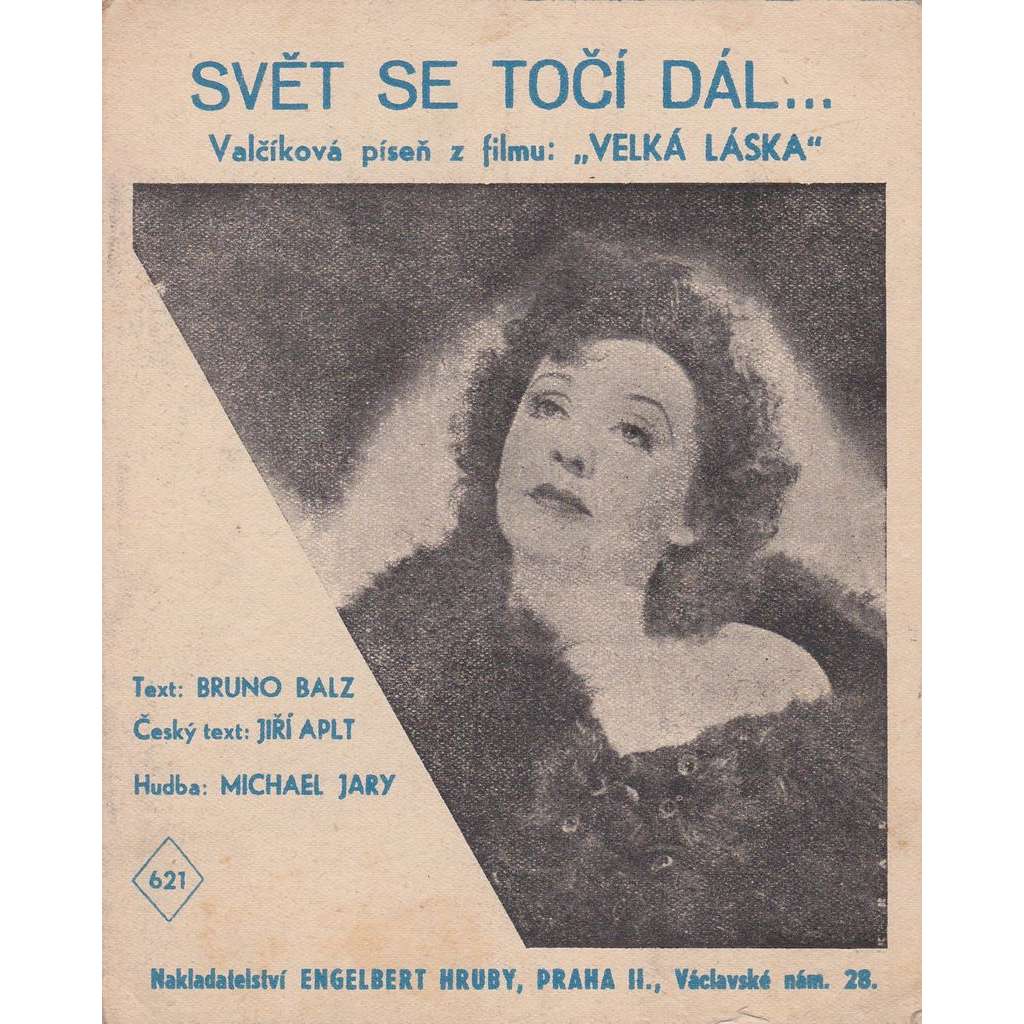 SVĚT SE TOČÍ DÁL...
Valčíková píseň z filmu: „VELKÁ LÁSKA“
Text: BRUNO BALZ
Český text: JIŘÍ APLT
Hudba: MICHAEL JARY
621
Nakladatelství ENGELBERT HRUBY, PRAHA II., Václavské nám. 28.